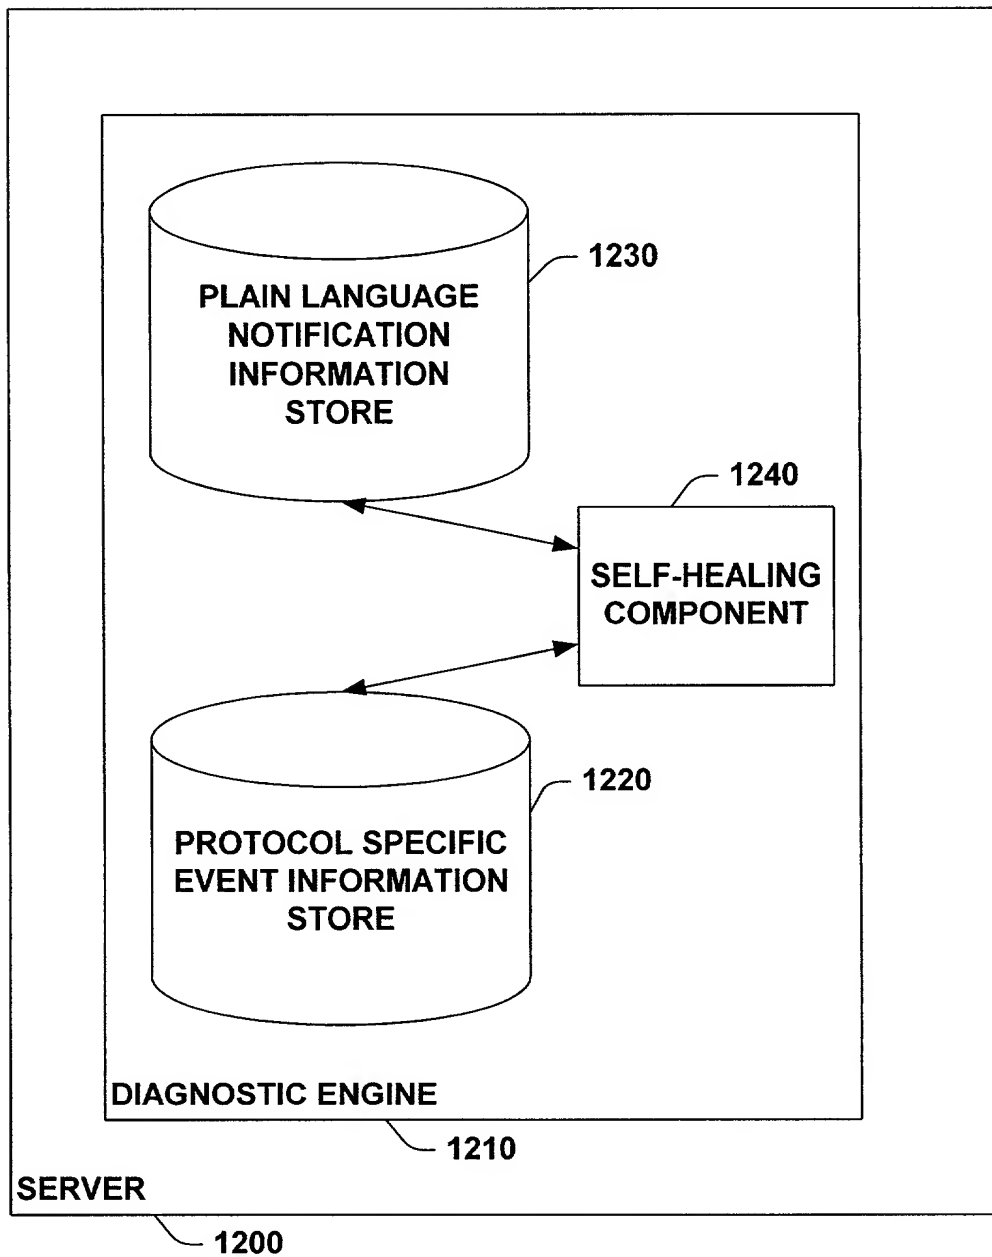 1230
PLAIN LANGUAGE
NOTIFICATION
INFORMATION
STORE
1240
SELF-HEALING
COMPONENT
1220
PROTOCOL SPECIFIC
EVENT INFORMATION
STORE
DIAGNOSTIC ENGINE
1210
SERVER
1200